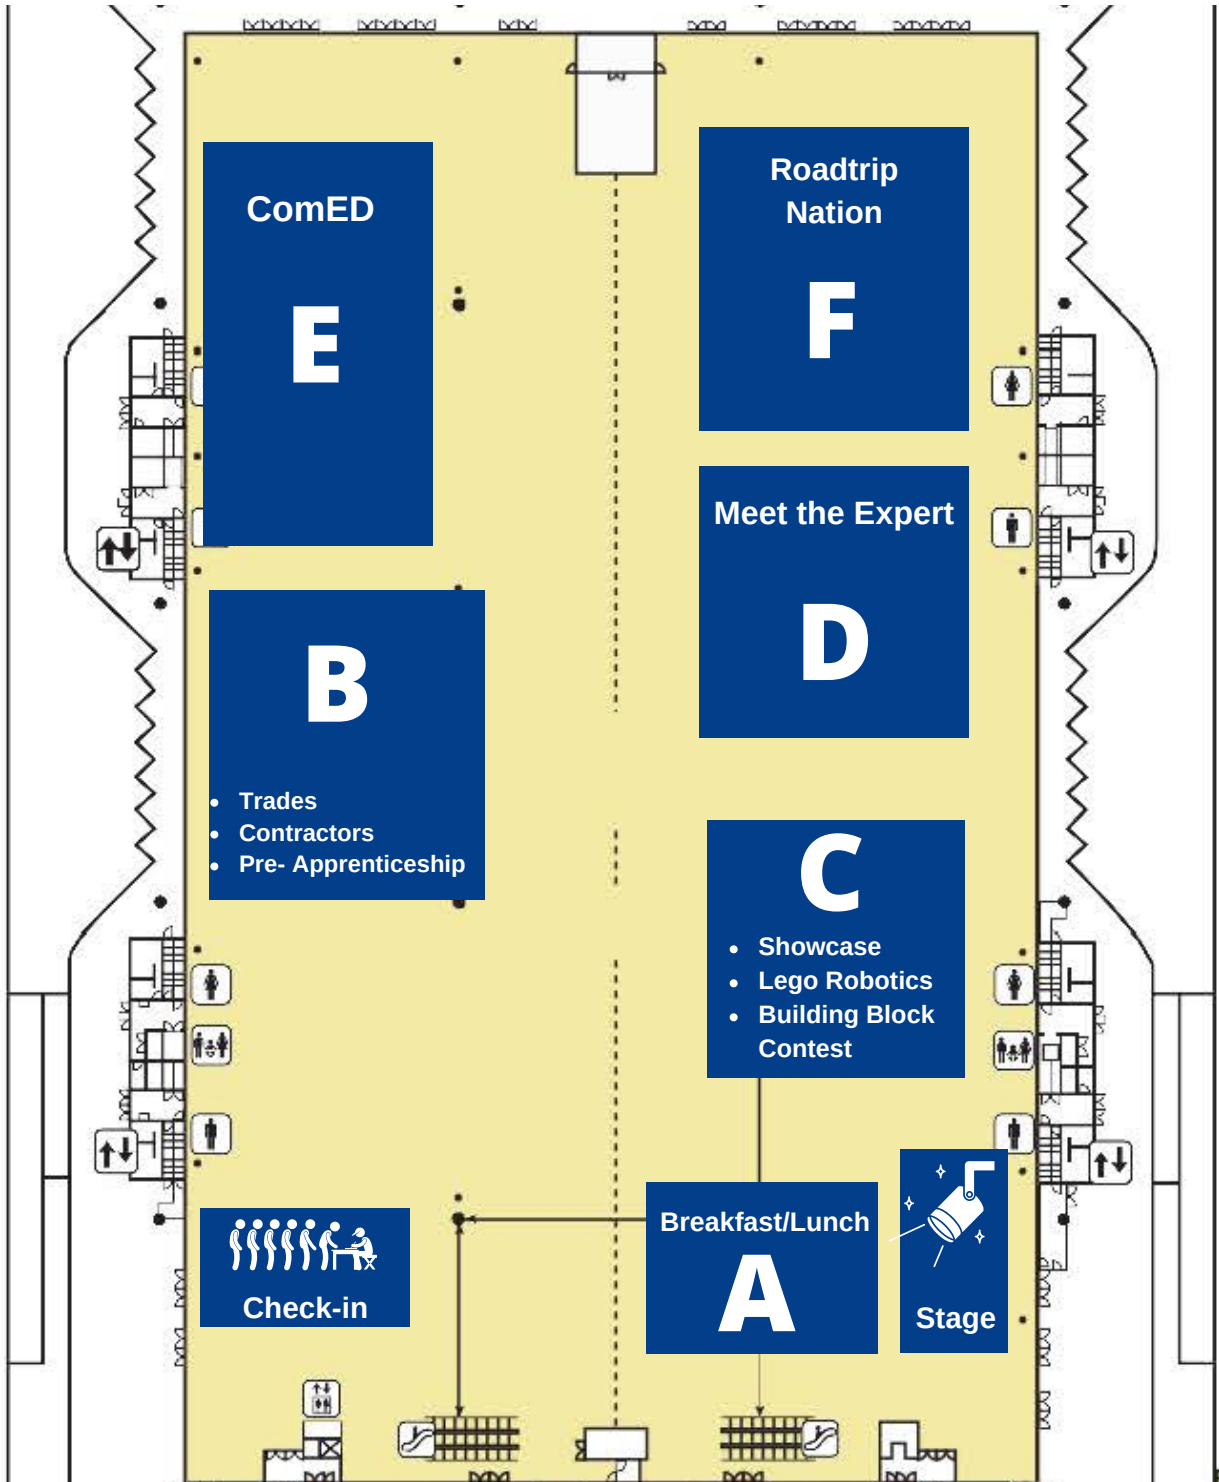 ComED
E
Roadtrip
Nation
F
Meet the Expert
D
B
• Trades
• Contractors
• Pre- Apprenticeship
C
• Showcase
• Lego Robotics
• Building Block
Contest
Breakfast/Lunch
A
Stage
Check-in